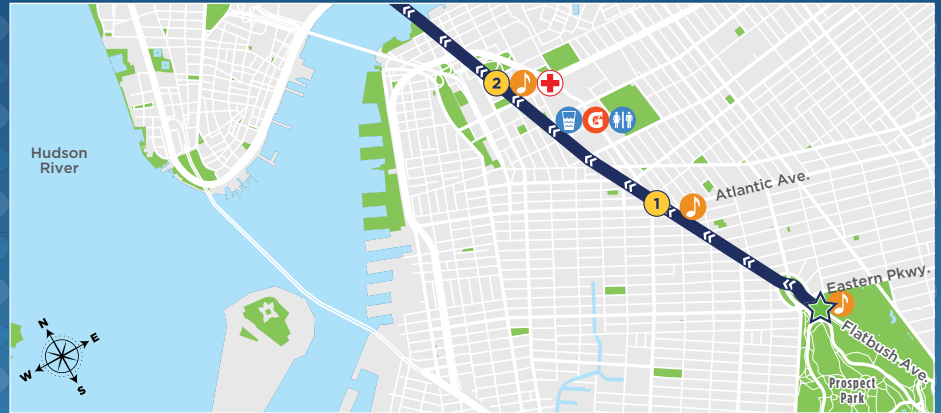 2
Hudson
River
Atlantic Ave.
1
Eastern Pkwy.
Flatbush Ave.
N
E
W
S
Prospect
Park
G